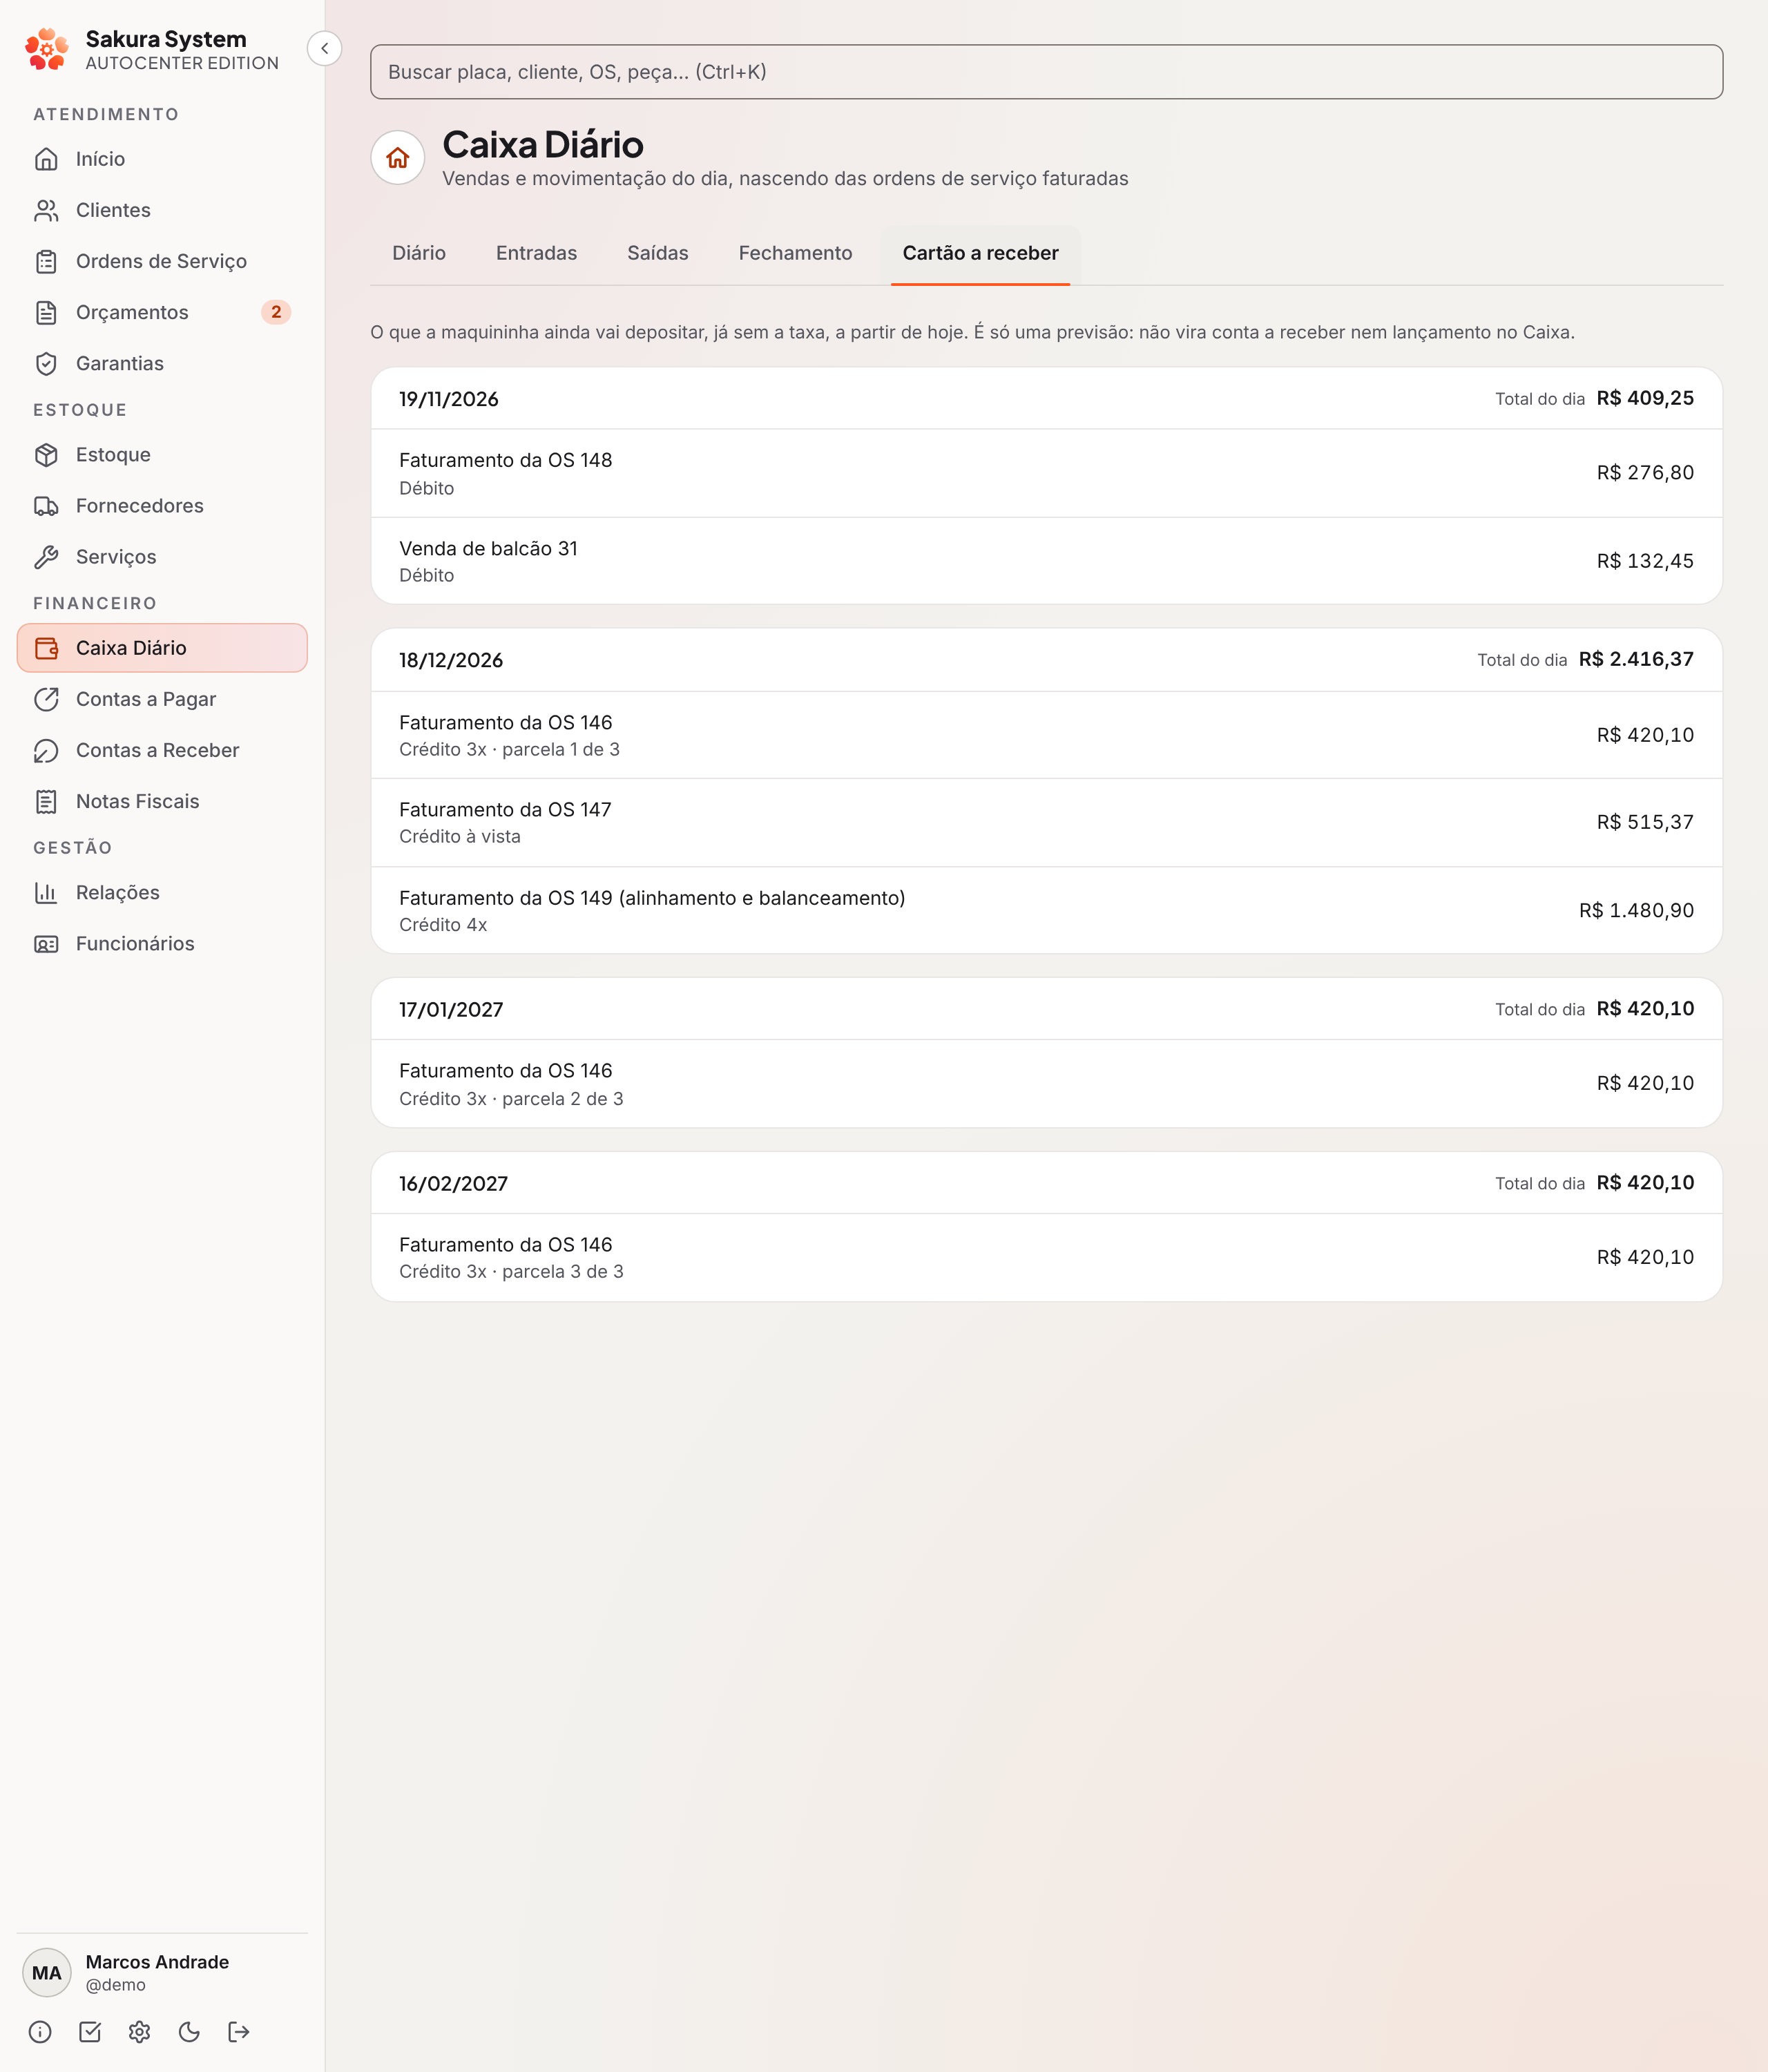 Sakura System
AUTOCENTER EDITION
ATENDIMENTO
Início
Clientes
Ordens de Serviço
Orçamentos 2
Garantias
ESTOQUE
Estoque
Fornecedores
Serviços
FINANCEIRO
Caixa Diário
Contas a Pagar
Contas a Receber
Notas Fiscais
GESTÃO
Relações
Funcionários
MA
Marcos Andrade
@demo
Buscar placa, cliente, OS, peça... (Ctrl+K)
Caixa Diário
Vendas e movimentação do dia, nascendo das ordens de serviço faturadas
Diário Entradas Saídas Fechamento Cartão a receber
O que a maquininha ainda vai depositar, já sem a taxa, a partir de hoje. É só uma previsão: não vira conta a receber nem lançamento no Caixa.
19/11/2026 Total do dia R$ 409,25
Faturamento da OS 148
Débito
R$ 276,80
Venda de balcão 31
Débito
R$ 132,45
18/12/2026 Total do dia R$ 2.416,37
Faturamento da OS 146
Crédito 3x · parcela 1 de 3
R$ 420,10
Faturamento da OS 147
Crédito à vista
R$ 515,37
Faturamento da OS 149 (alinhamento e balanceamento)
Crédito 4x
R$ 1.480,90
17/01/2027 Total do dia R$ 420,10
Faturamento da OS 146
Crédito 3x · parcela 2 de 3
R$ 420,10
16/02/2027 Total do dia R$ 420,10
Faturamento da OS 146
Crédito 3x · parcela 3 de 3
R$ 420,10